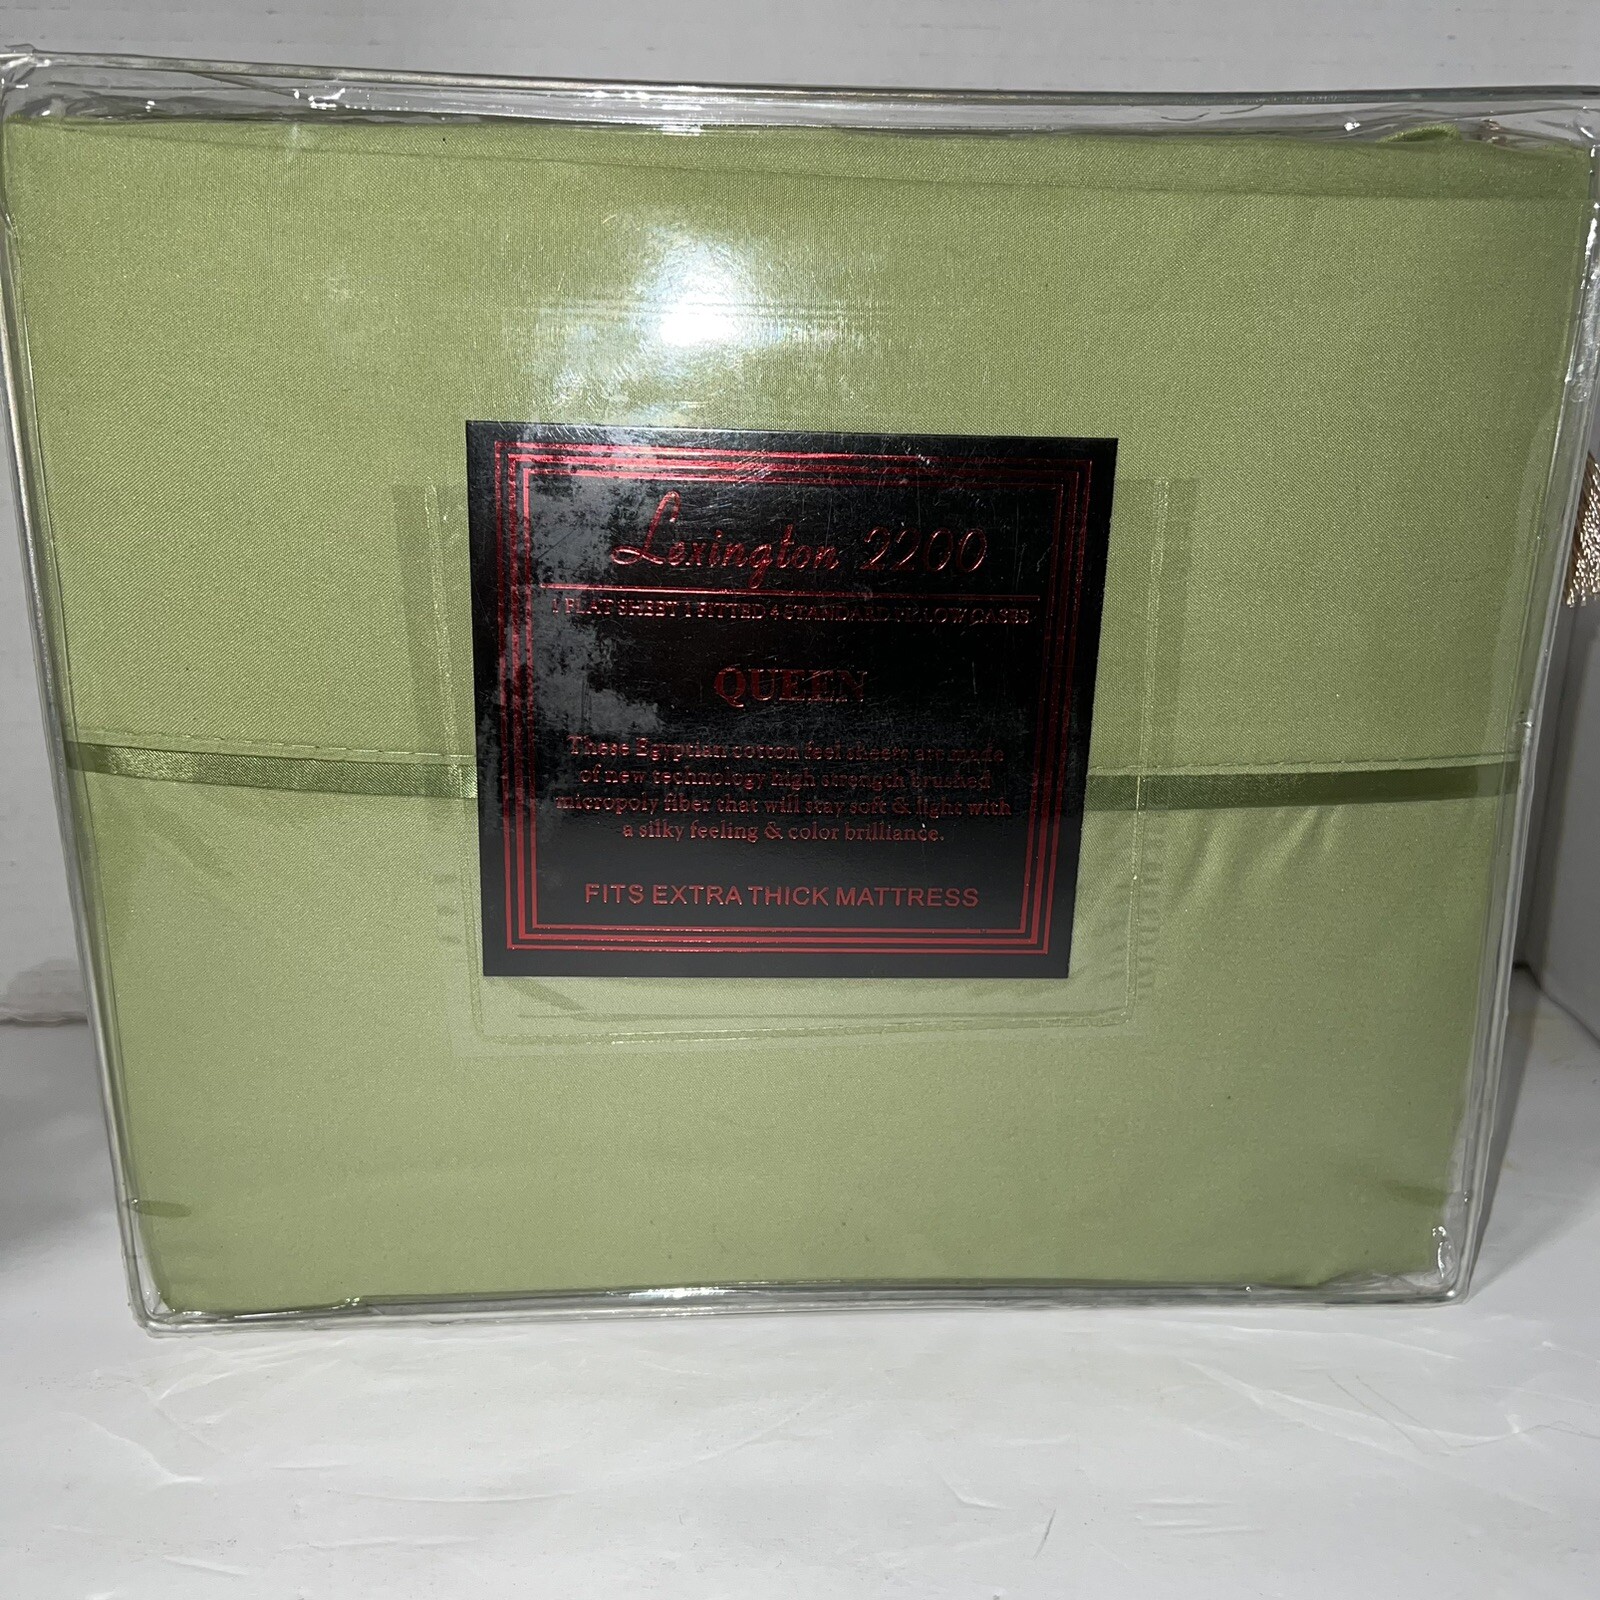 Lexington 2200
1 FLAT SHEET 1 FITTED 4 STANDARD PILLOW CASES
QUEEN
These Egyptian cotton feel sheets are made
of new technology high strength brushed
micropoly fiber that will stay soft & light with
a silky feeling & color brilliance.
FITS EXTRA THICK MATTRESS